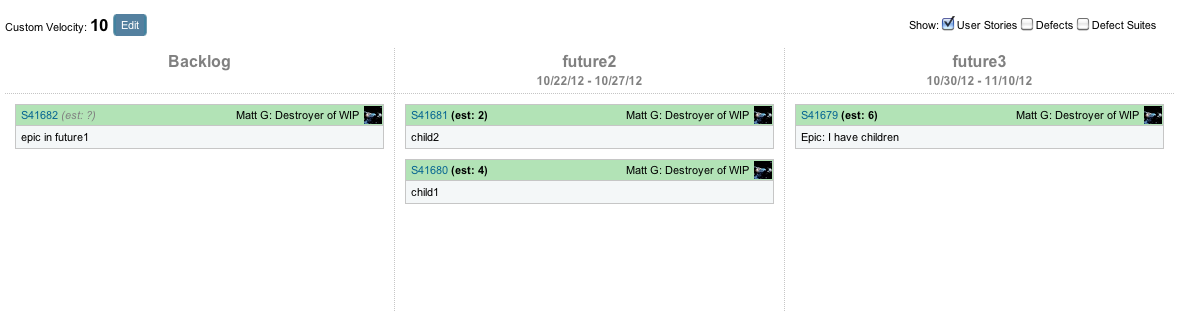 Custom Velocity: 10 Edit
Show: User Stories Defects Defect Suites
Backlog
S41682 (est: ?) Matt G: Destroyer of WIP
epic in future1
future2
10/22/12 - 10/27/12
S41681 (est: 2) Matt G: Destroyer of WIP
child2
S41680 (est: 4) Matt G: Destroyer of WIP
child1
future3
10/30/12 - 11/10/12
S41679 (est: 6) Matt G: Destroyer of WIP
Epic: I have children